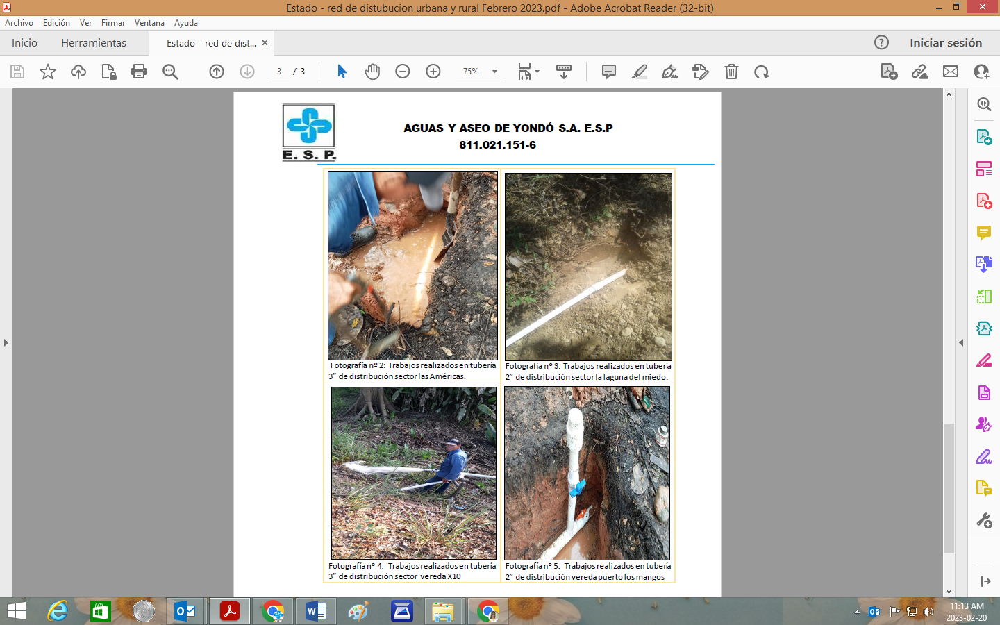 Estado - red de distubucion urbana y rural Febrero 2023.pdf - Adobe Acrobat Reader (32-bit)
Archivo Edición Ver Firmar Ventana Ayuda
Inicio Herramientas Estado - red de dist... Iniciar sesión
3 / 3 75%
AGUAS Y ASEO DE YONDÓ S.A. E.S.P
811.021.151-6
E. S. P.
Fotografía nº 2: Trabajos realizados en tubería
3” de distribución sector las Américas.
Fotografía nº 3: Trabajos realizados en tubería
2” de distribución sector la laguna del miedo.
Fotografía nº 4: Trabajos realizados en tubería
3” de distribución sector vereda X10
Fotografía nº 5: Trabajos realizados en tubería
2” de distribución vereda puerto los mangos
11:13 AM
2023-02-20